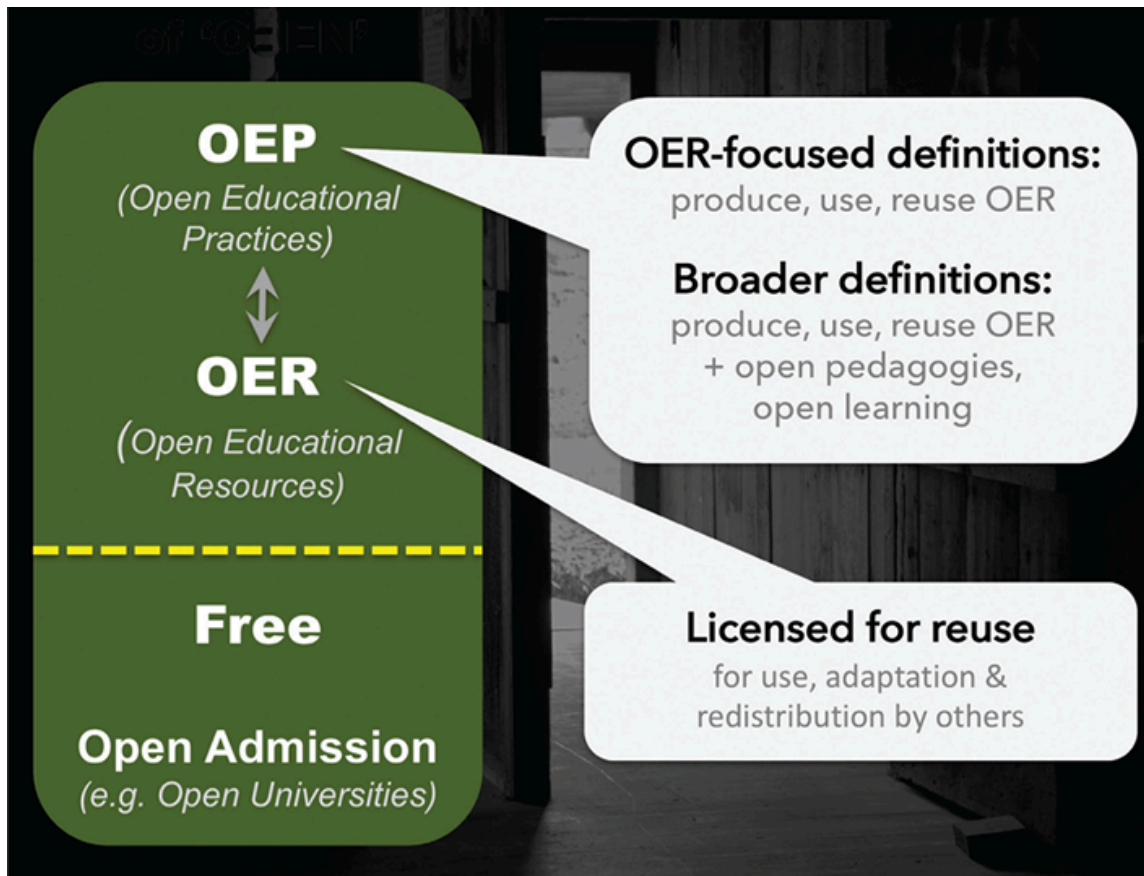 of 'OPEN'
OEP
(Open Educational
Practices)
OER
(Open Educational
Resources)
Free
Open Admission
(e.g. Open Universities)
OER-focused definitions:
produce, use, reuse OER
Broader definitions:
produce, use, reuse OER
+ open pedagogies,
open learning
Licensed for reuse
for use, adaptation &
redistribution by others